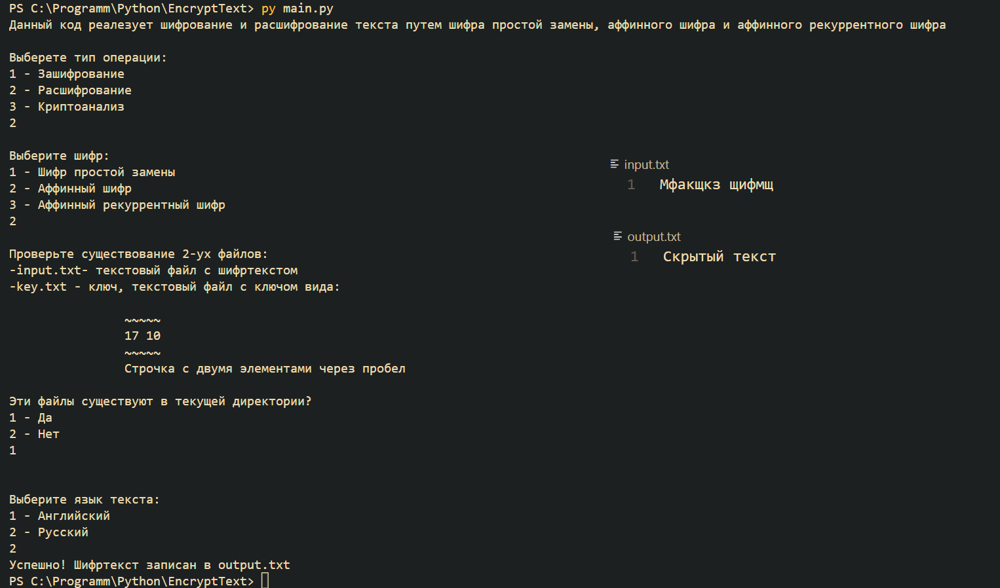 PS C:\Programm\Python\EncryptText> py main.py
Данный код реалезует шифрование и расшифрование текста путем шифра простой замены, аффинного шифра и аффинного рекуррентного шифра
Выберете тип операции:
1 - Зашифрование
2 - Расшифрование
3 - Криптоанализ
2
Выберите шифр:
1 - Шифр простой замены
2 - Аффинный шифр
3 - Аффинный рекуррентный шифр
2
Проверьте существование 2-ух файлов:
-input.txt- текстовый файл с шифртекстом
-key.txt - ключ, текстовый файл с ключом вида:
~~~~~
17 10
~~~~~
Строчка с двумя элементами через пробел
Эти файлы существуют в текущей директории?
1 - Да
2 - Нет
1
Выберите язык текста:
1 - Английский
2 - Русский
2
Успешно! Шифртекст записан в output.txt
PS C:\Programm\Python\EncryptText>
input.txt
1 Мфакщкз щифмщ
output.txt
1 Скрытый текст